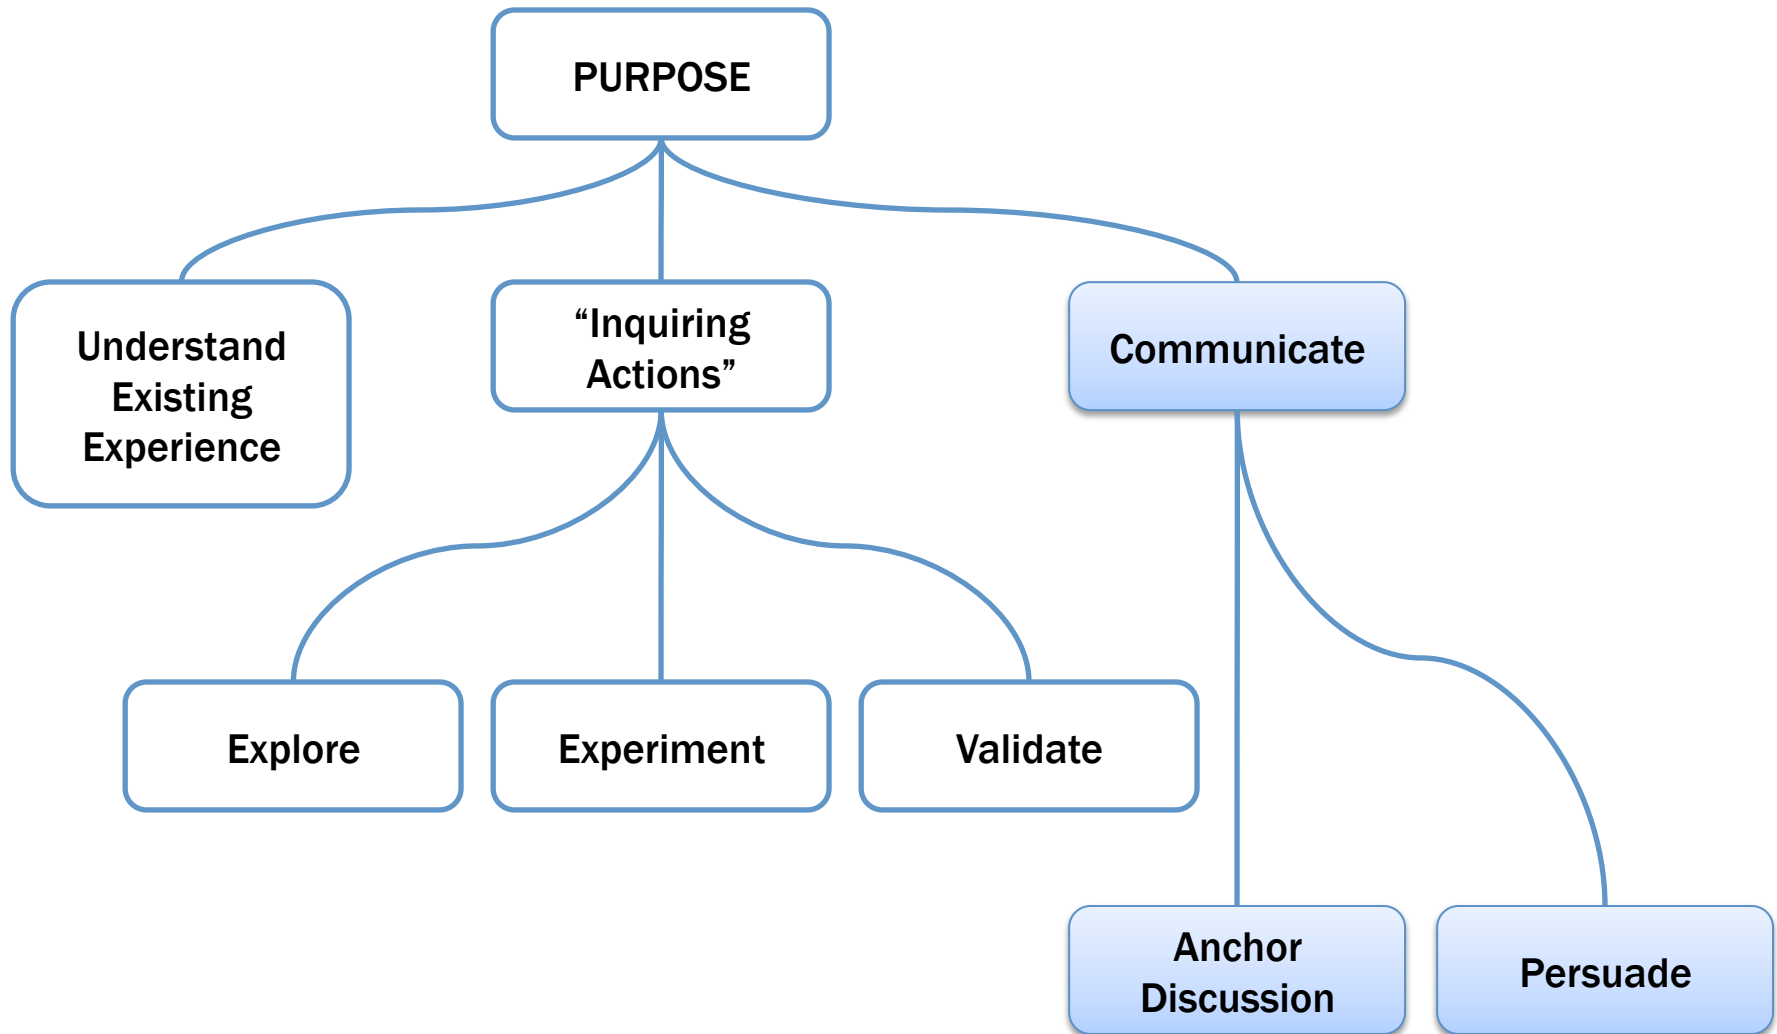 PURPOSE
Understand
Existing
Experience
“Inquiring
Actions”
Communicate
Explore
Experiment
Validate
Anchor
Discussion
Persuade